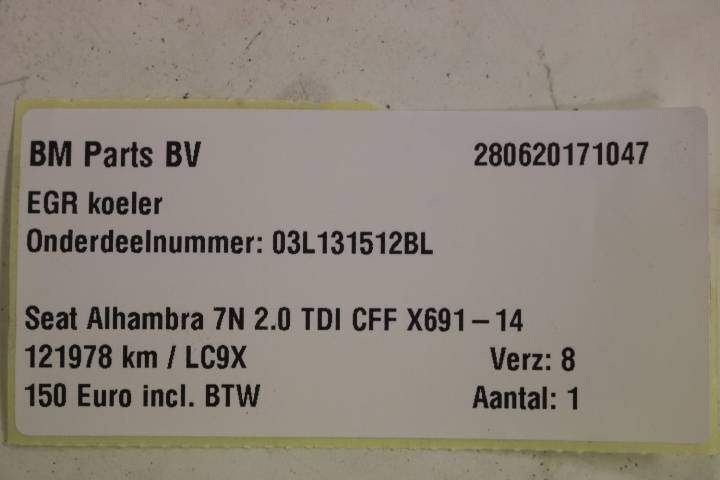 BM Parts BV 280620171047
EGR koeler
Onderdeelnummer: 03L131512BL
Seat Alhambra 7N 2.0 TDI CFF X691-14
121978 km / LC9X Verz: 8
150 Euro incl. BTW Aantal: 1